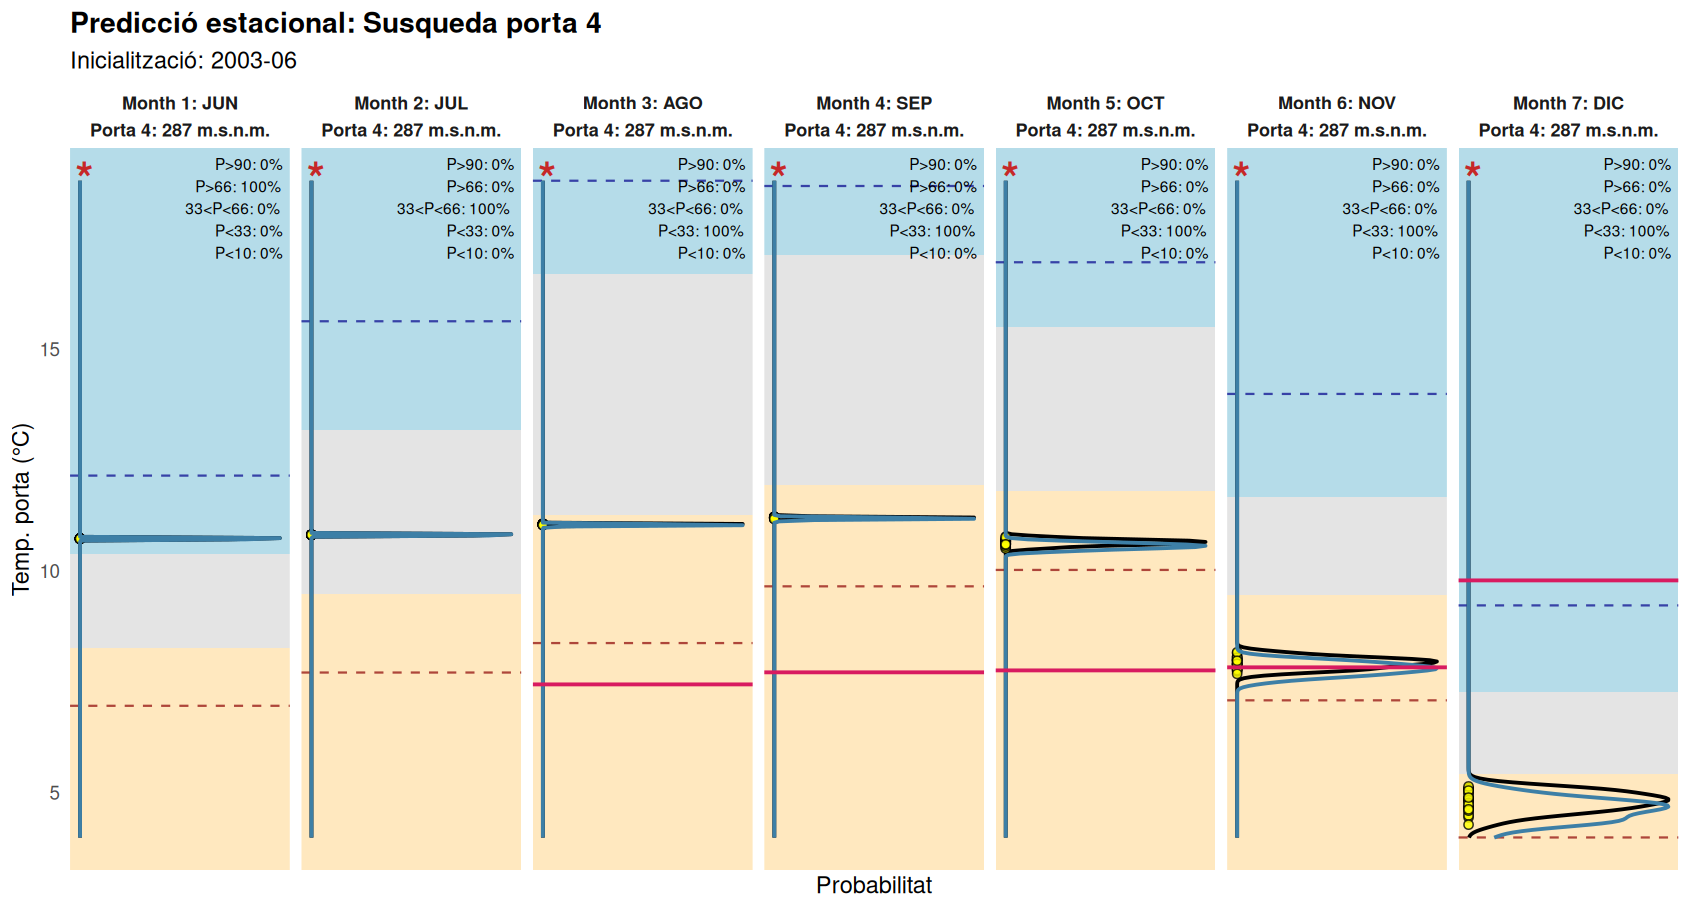 Predicció estacional: Susqueda porta 4
Inicialització: 2003-06
Month 1: JUN
Porta 4: 287 m.s.n.m.
Month 2: JUL
Porta 4: 287 m.s.n.m.
Month 3: AGO
Porta 4: 287 m.s.n.m.
Month 4: SEP
Porta 4: 287 m.s.n.m.
Month 5: OCT
Porta 4: 287 m.s.n.m.
Month 6: NOV
Porta 4: 287 m.s.n.m.
Month 7: DIC
Porta 4: 287 m.s.n.m.
*
P>90: 0%
P>66: 100%
33<P<66: 0%
P<33: 0%
P<10: 0%
*
P>90: 0%
P>66: 0%
33<P<66: 100%
P<33: 0%
P<10: 0%
*
P>90: 0%
P>66: 0%
33<P<66: 0%
P<33: 100%
P<10: 0%
*
P>90: 0%
P>66: 0%
33<P<66: 0%
P<33: 100%
P<10: 0%
*
P>90: 0%
P>66: 0%
33<P<66: 0%
P<33: 100%
P<10: 0%
*
P>90: 0%
P>66: 0%
33<P<66: 0%
P<33: 100%
P<10: 0%
*
P>90: 0%
P>66: 0%
33<P<66: 0%
P<33: 100%
P<10: 0%
15
10
5
Temp. porta (°C)
Probabilitat